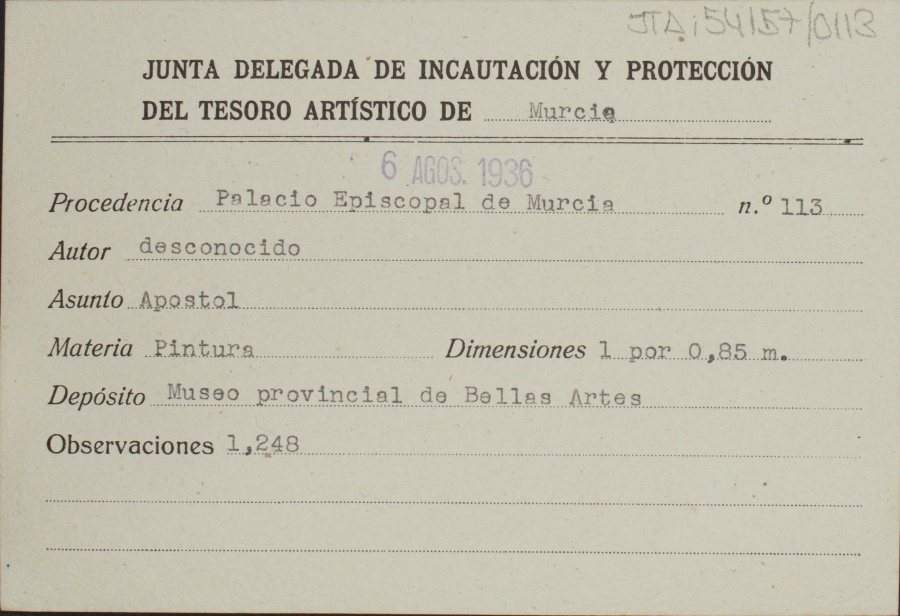 JTA; 54/57/0113
JUNTA DELEGADA DE INCAUTACIÓN Y PROTECCIÓN
DEL TESORO ARTÍSTICO DE Murcia
6 AGOS. 1936
Procedencia Palacio Episcopal de Murcia n.º 113
Autor desconocido
Asunto Apostol
Materia Pintura Dimensiones 1 por 0,85 m.
Depósito Museo provincial de Bellas Artes
Observaciones 1,248